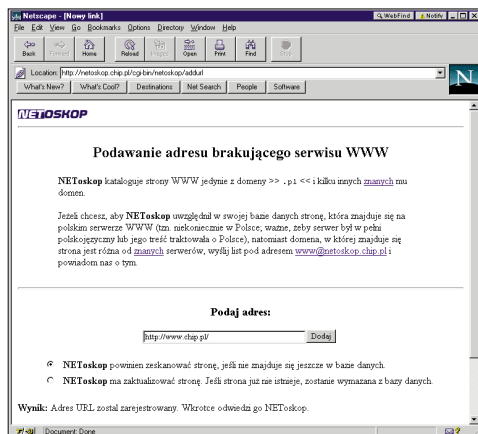 Netscape - [Nowy link]
WebFind Notify
File Edit View Go Bookmarks Options Directory Window Help
Back Forward Home Reload Images Open Print Find Stop
Location: http://netoskop.chip.pl/cgi-bin/netoskop/addurl
What's New? What's Cool? Destinations Net Search People Software
N
NETOSKOP
Podawanie adresu brakującego serwisu WWW
NEToskop kataloguje strony WWW jedynie z domeny >> .pl << i kilku innych znanych mu
domen.
Jeżeli chcesz, aby NEToskop uwzględnił w swojej bazie danych stronę, która znajduje się na
polskim serwerze WWW (tzn. niekoniecznie w Polsce; ważne, żeby serwer był w pełni
polskojęzyczny lub jego treść traktowała o Polsce), natomiast domena, w której znajduje się
strona jest różna od znanych serwerów, wyślij list pod adresem www@netoskop.chip.pl i
powiadom nas o tym.
Podaj adres:
http://www.chip.pl/ Dodaj
NEToskop powinien zeskanować stronę, jeśli nie znajduje się jeszcze w bazie danych.
NEToskop ma zaktualizować stronę. Jeśli strona już nie istnieje, zostanie wymazana z bazy danych.
Wynik: Adres URL zostal zarejestrowany. Wkrotce odwiedzi go NEToskop.
Document: Done